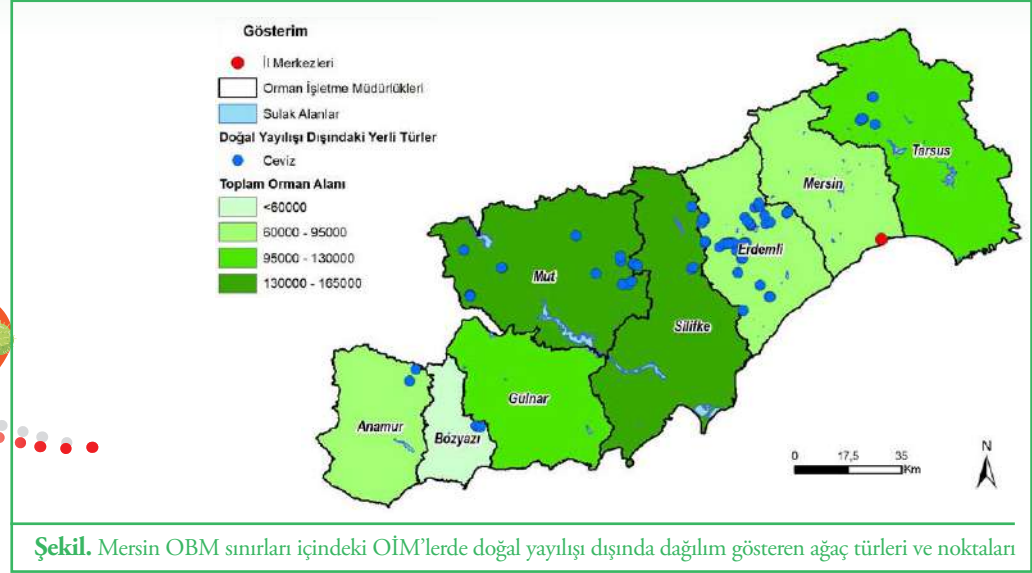 Gösterim
İl Merkezleri
Orman İşletme Müdürlükleri
Sulak Alanlar
Doğal Yayılışı Dışındaki Yerli Türler
Ceviz
Toplam Orman Alanı
<60000
60000 - 95000
95000 - 130000
130000 - 165000
Tarsus
Mersin
Erdemli
Mut
Silifke
Gülnar
Anamur
Bozyazı
N
0 17,5 35
Km
Şekil. Mersin OBM sınırları içindeki OİM’lerde doğal yayılışı dışında dağılım gösteren ağaç türleri ve noktaları